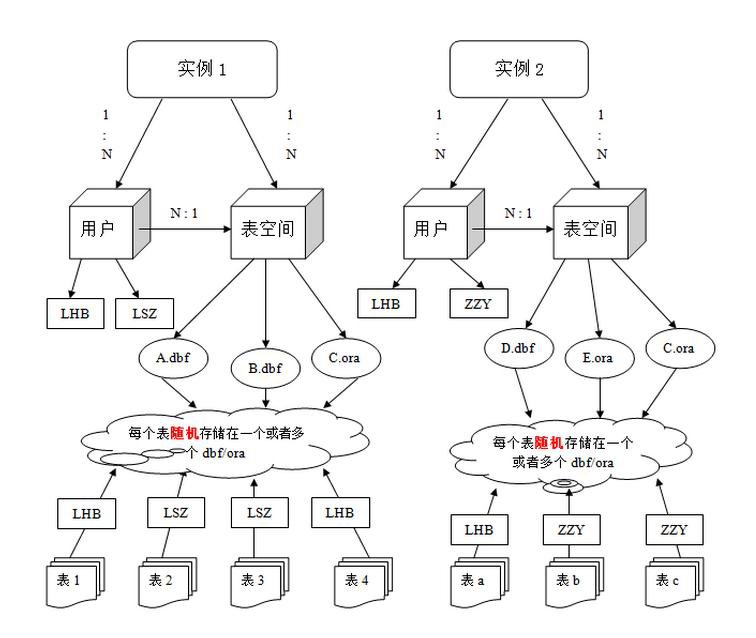 实例 1
实例 2
1
:
N
1
:
N
1
:
N
1
:
N
用户
N : 1
表空间
用户
N : 1
表空间
LHB
LSZ
LHB
ZZY
A.dbf
B.dbf
C.ora
D.dbf
E.ora
C.ora
每个表随机存储在一个或者多
个 dbf/ora
每个表随机存储在一个
或者多个 dbf/ora
LHB
LSZ
LSZ
LHB
LHB
ZZY
ZZY
表 1
表 2
表 3
表 4
表 a
表 b
表 c